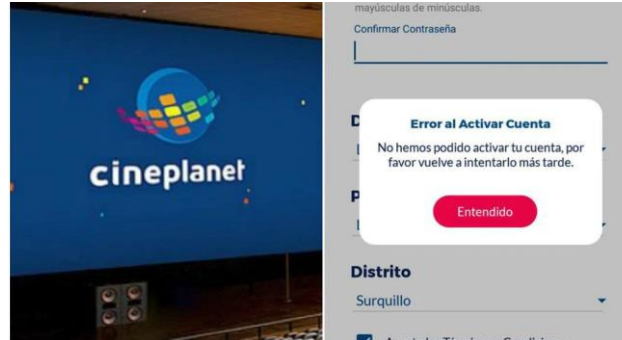 cineplanet
mayúsculas de minúsculas.
Confirmar Contraseña
Error al Activar Cuenta
No hemos podido activar tu cuenta, por
favor vuelve a intentarlo más tarde.
Entendido
Distrito
Surquillo